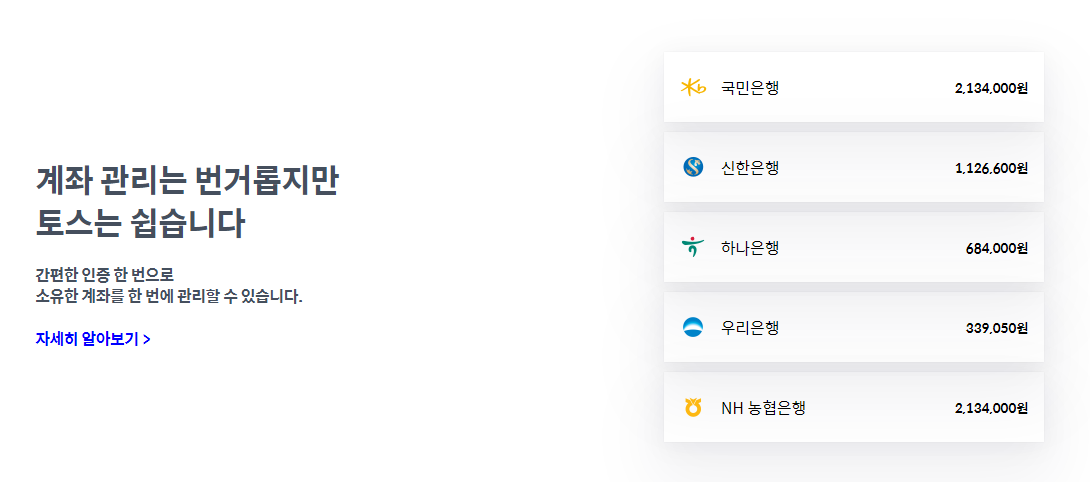 계좌 관리는 번거롭지만
토스는 쉽습니다
간편한 인증 한 번으로
소유한 계좌를 한 번에 관리할 수 있습니다.
자세히 알아보기 >
국민은행 2,134,000원
신한은행 1,126,600원
하나은행 684,000원
우리은행 339,050원
NH 농협은행 2,134,000원